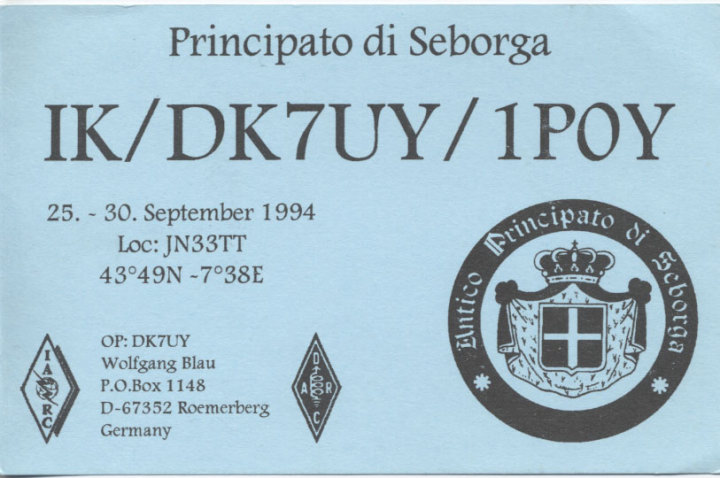 Principato di Seborga
IK/DK7UY/1P0Y
25. - 30. September 1994
Loc: JN33TT
43°49N -7°38E
Antico Principato di Seborga
OP: DK7UY
Wolfgang Blau
P.O.Box 1148
D-67352 Roemerberg
Germany
IARC
DARC